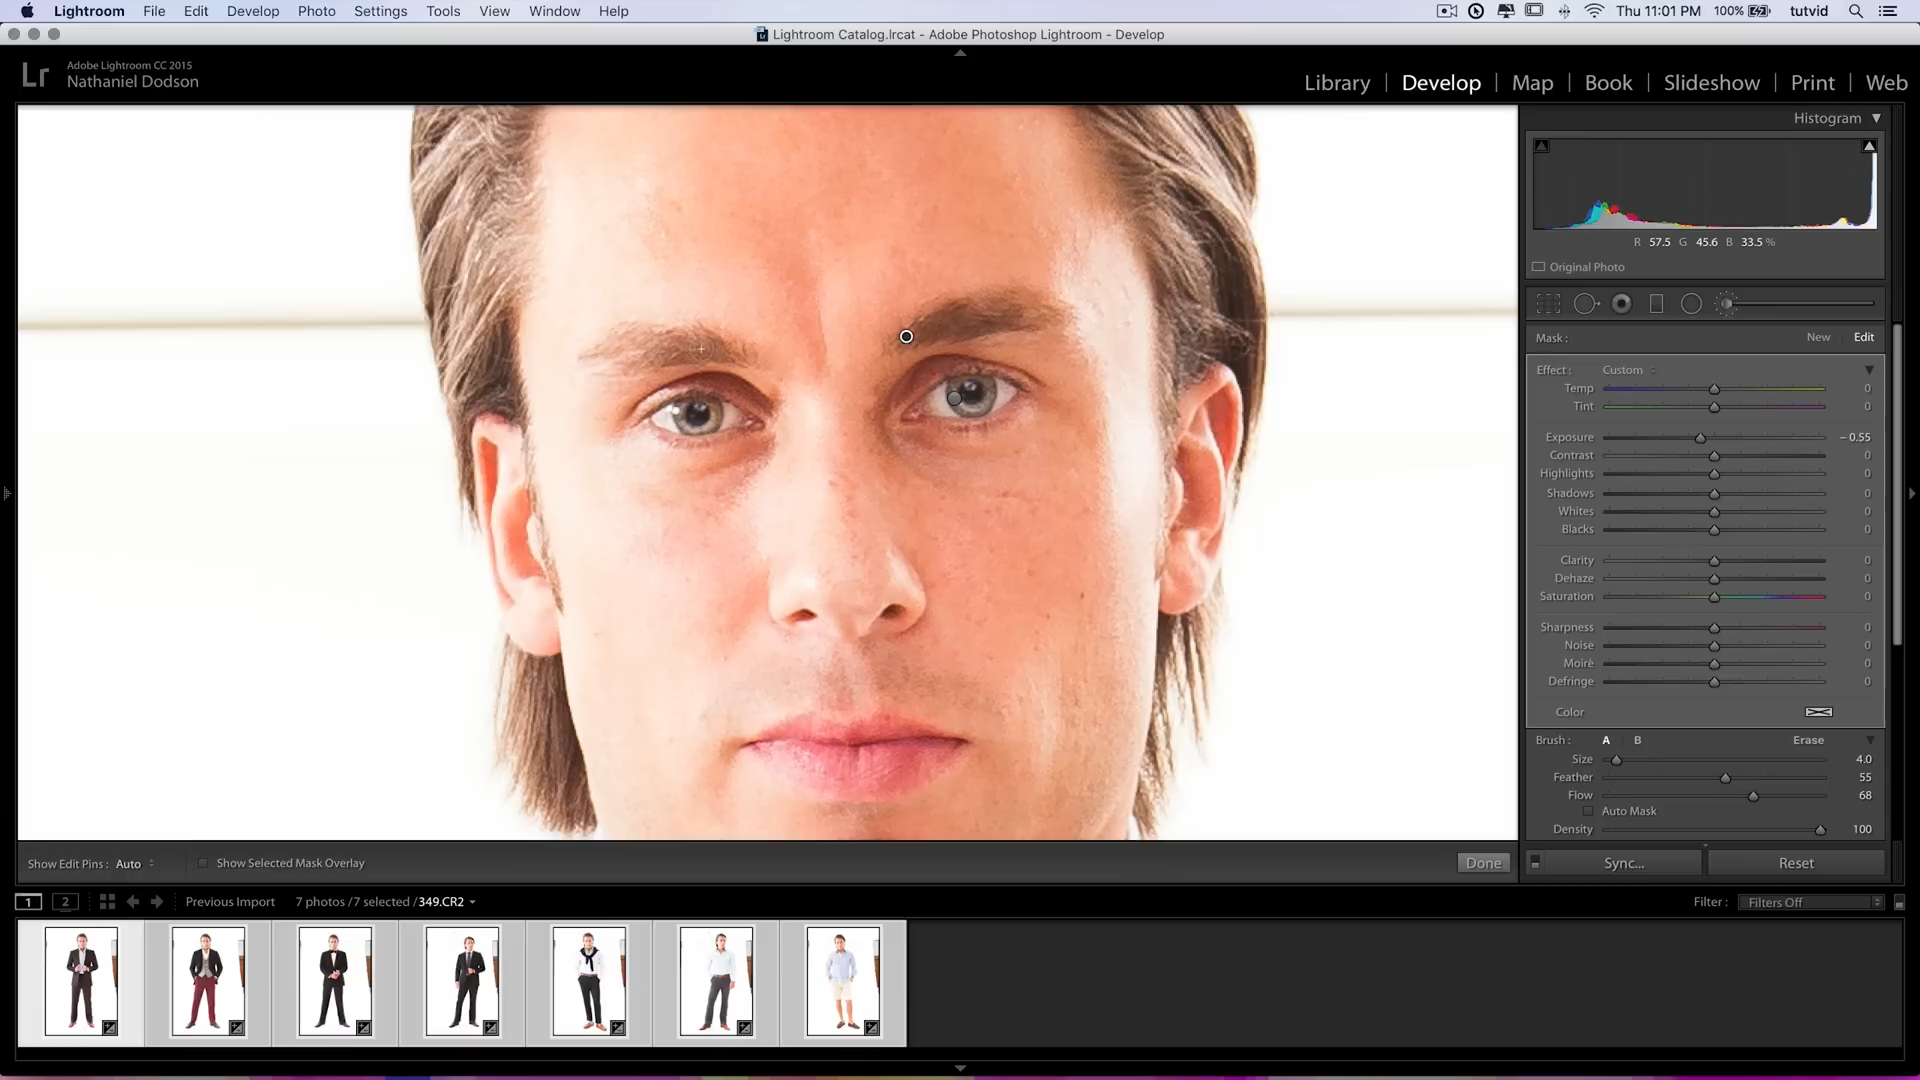 Lightroom File Edit Develop Photo Settings Tools View Window Help Thu 11:01 PM 100% tutvid
Lightroom Catalog.lrcat - Adobe Photoshop Lightroom - Develop
Lr Adobe Lightroom CC 2015
Nathaniel Dodson
Library | Develop | Map | Book | Slideshow | Print | Web
Histogram
R 57.5 G 45.6 B 33.5 %
Original Photo
Mask : New Edit
Effect : Custom
Temp 0
Tint 0
Exposure – 0.55
Contrast 0
Highlights 0
Shadows 0
Whites 0
Blacks 0
Clarity 0
Dehaze 0
Saturation 0
Sharpness 0
Noise 0
Moiré 0
Defringe 0
Color
Brush : A B Erase
Size 4.0
Feather 55
Flow 68
Auto Mask
Density 100
Show Edit Pins : Auto Show Selected Mask Overlay Done
Sync... Reset
1 2 Previous Import 7 photos /7 selected /349.CR2 Filter : Filters Off